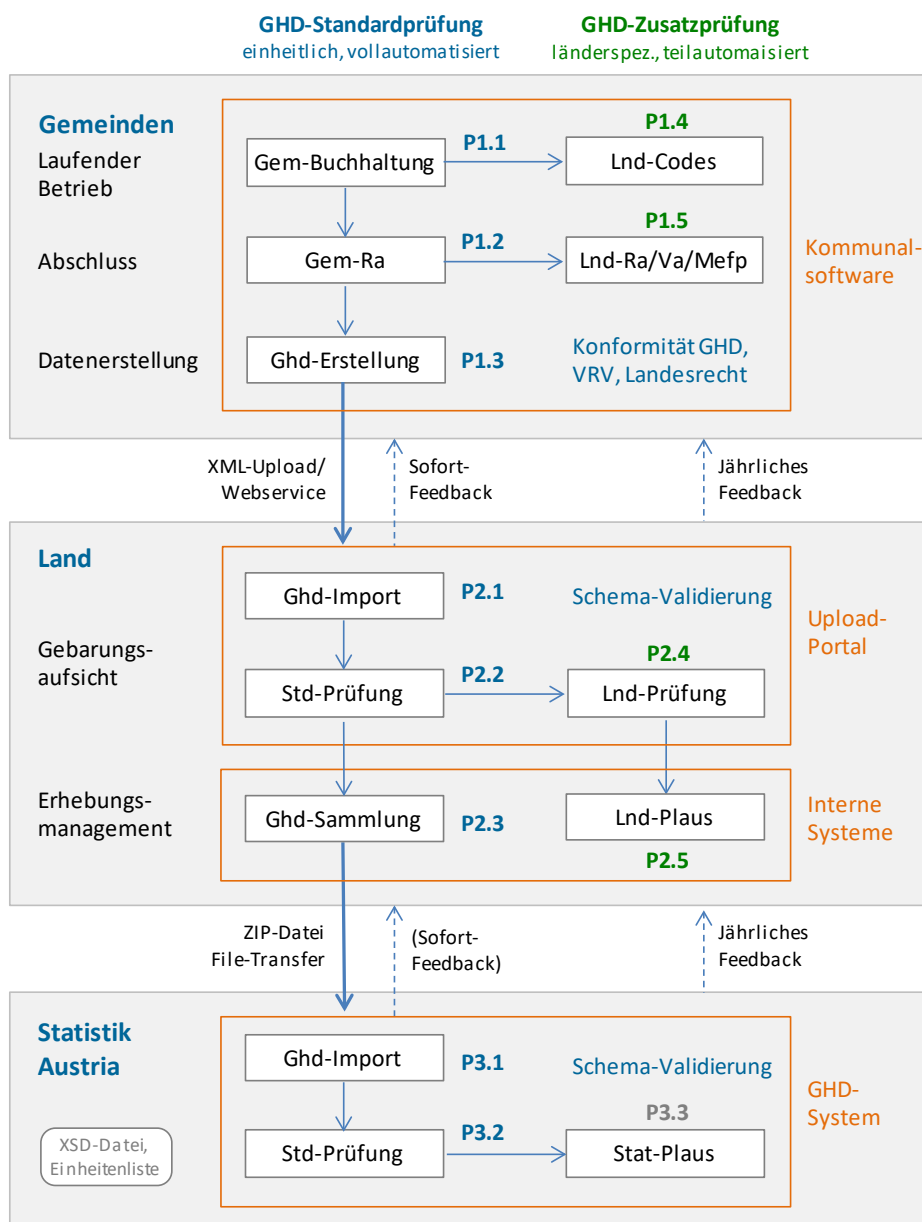 GHD-Standardprüfung
einheitlich, vollautomatisiert
GHD-Zusatzprüfung
länderspez., teilautomaisiert
Gemeinden
Laufender
Betrieb
Gem-Buchhaltung
P1.1
P1.4
Lnd-Codes
Abschluss
Gem-Ra
P1.2
P1.5
Lnd-Ra/Va/Mefp
Kommunal-
software
Datenerstellung
Ghd-Erstellung
P1.3
Konformität GHD,
VRV, Landesrecht
XML-Upload/
Webservice
Sofort-
Feedback
Jährliches
Feedback
Land
Ghd-Import
P2.1
Schema-Validierung
Upload-
Portal
Gebarungs-
aufsicht
Std-Prüfung
P2.2
P2.4
Lnd-Prüfung
Erhebungs-
management
Ghd-Sammlung
P2.3
Lnd-Plaus
P2.5
Interne
Systeme
ZIP-Datei
File-Transfer
(Sofort-
Feedback)
Jährliches
Feedback
Statistik
Austria
Ghd-Import
P3.1
Schema-Validierung
GHD-
System
XSD-Datei,
Einheitenliste
Std-Prüfung
P3.2
P3.3
Stat-Plaus